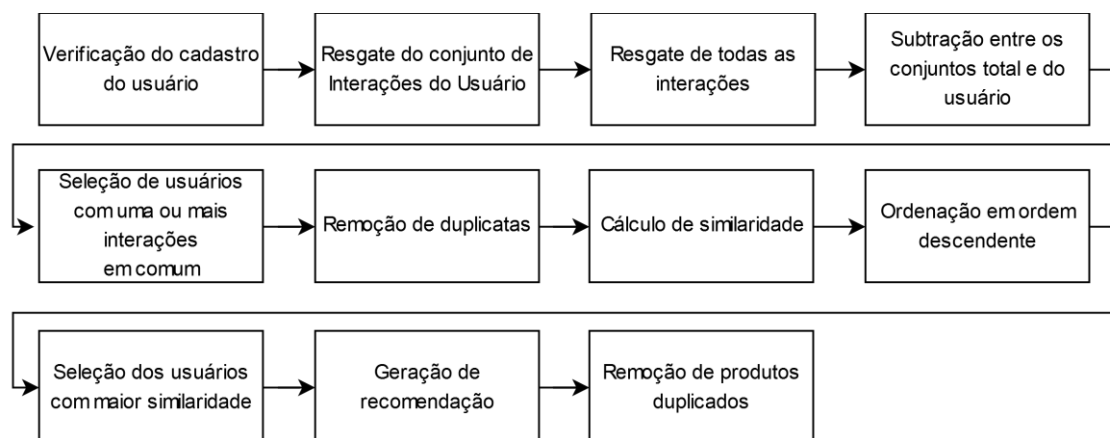 Verificação do cadastro
do usuário
Resgate do conjunto de
Interações do Usuário
Resgate de todas as
interações
Subtração entre os
conjuntos total e do
usuário
Seleção de usuários
com uma ou mais
interações
em comum
Remoção de duplicatas
Cálculo de similaridade
Ordenação em ordem
descendente
Seleção dos usuários
com maior similaridade
Geração de
recomendação
Remoção de produtos
duplicados